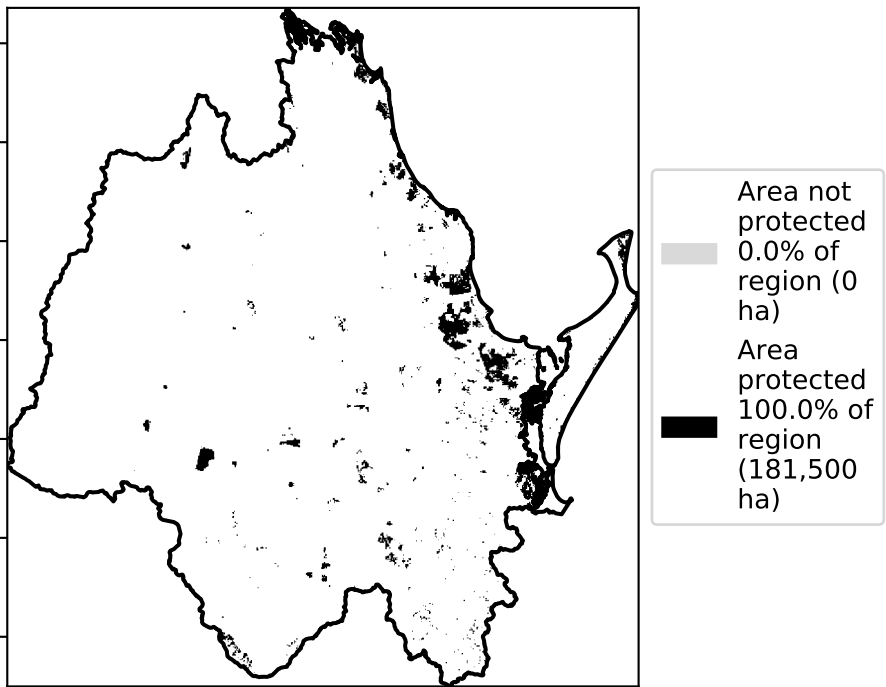 Area not
protected
0.0% of
region (0
ha)
Area
protected
100.0% of
region
(181,500
ha)